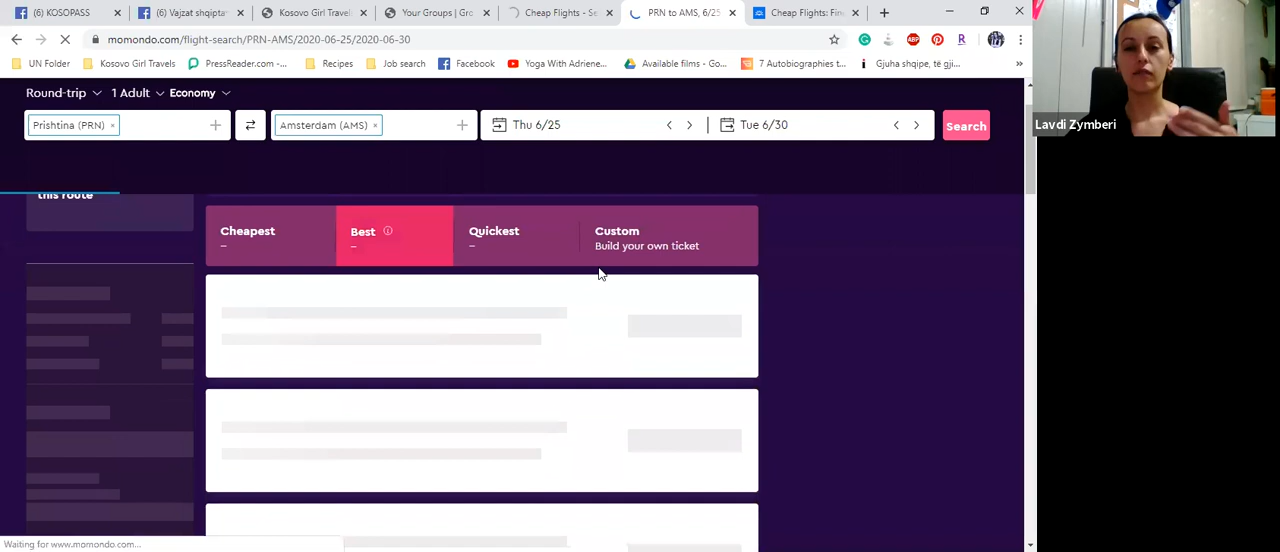 (6) KOSOPASS
(6) Vajzat shqiptar
Kosovo Girl Travel
Your Groups | Gro
Cheap Flights - Se
PRN to AMS, 6/25
Cheap Flights: Fin
momondo.com/flight-search/PRN-AMS/2020-06-25/2020-06-30
UN Folder
Kosovo Girl Travels
PressReader.com -...
Recipes
Job search
Facebook
Yoga With Adriene...
Available films - Go...
7 Autobiographies t...
Gjuha shqipe, të gji...
»
Round-trip
1 Adult
Economy
Prishtina (PRN) ×
Amsterdam (AMS) ×
Thu 6/25
Tue 6/30
Search
Lavdi Zymberi
this route
Cheapest
–
Best
–
Quickest
–
Custom
Build your own ticket
Waiting for www.momondo.com...